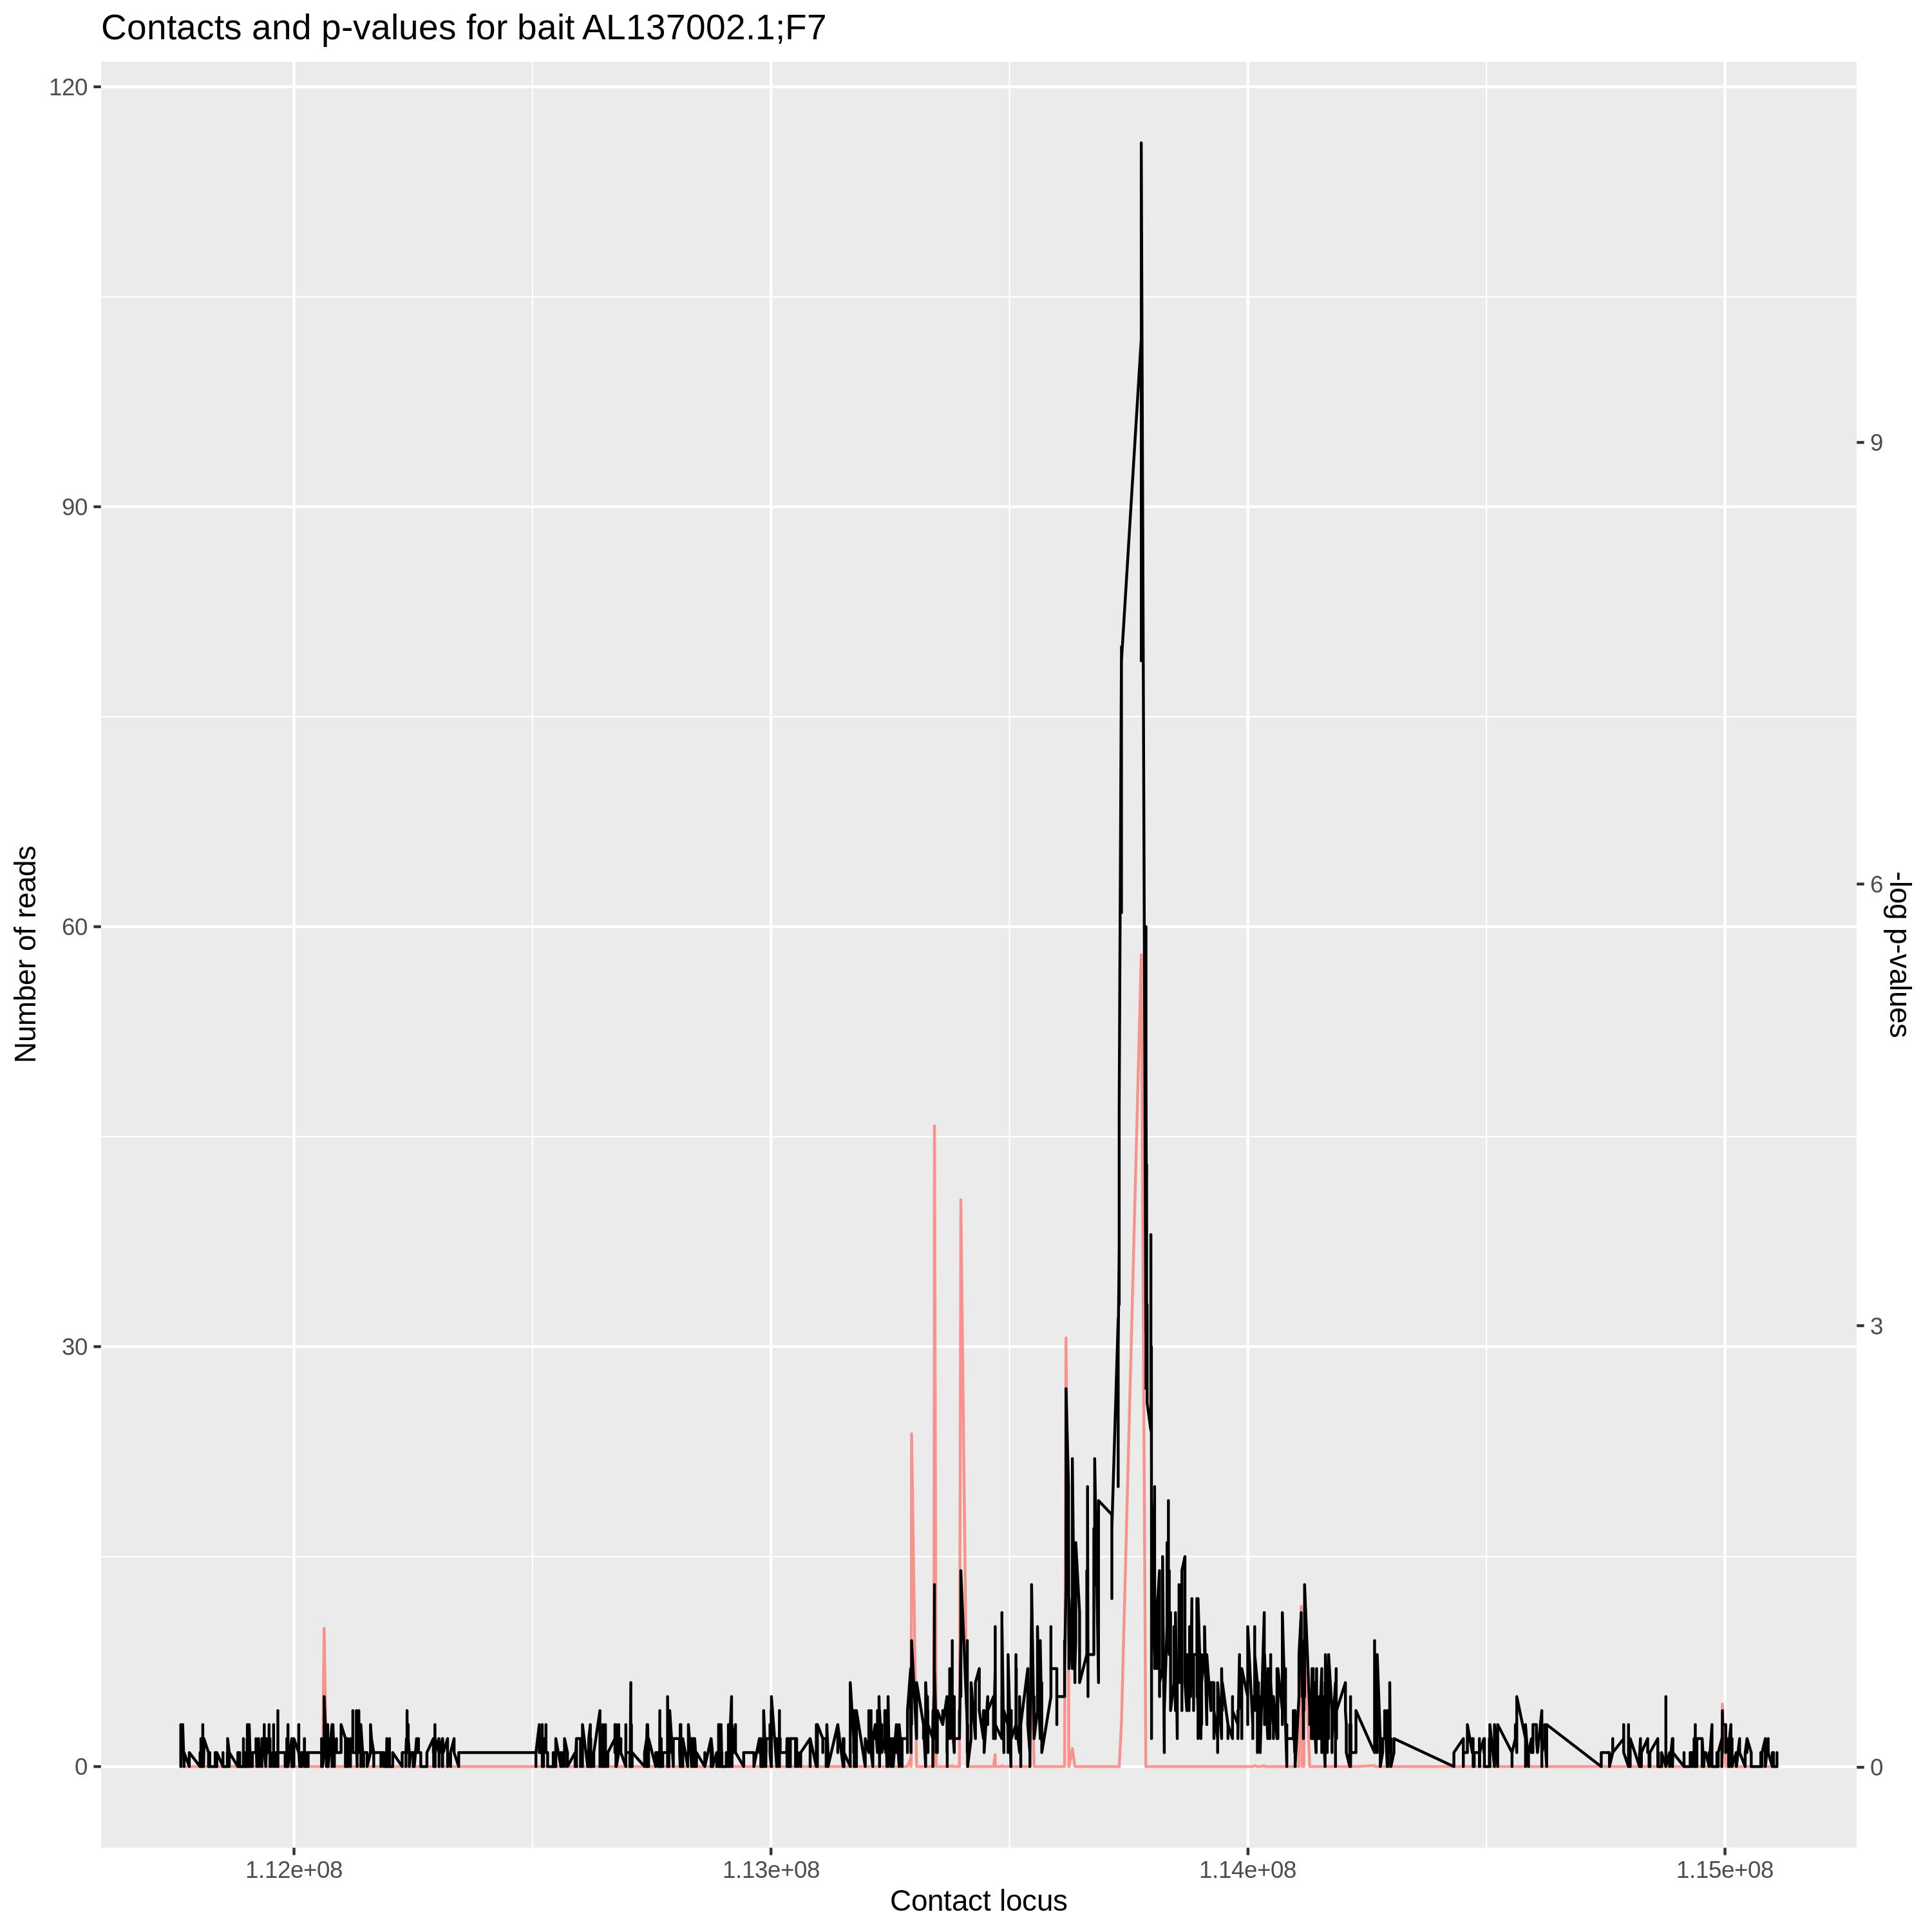 Contacts and p-values for bait AL137002.1;F7
120
90
60
30
0
9
6
3
0
Number of reads
-log p-values
1.12e+08
1.13e+08
1.14e+08
1.15e+08
Contact locus